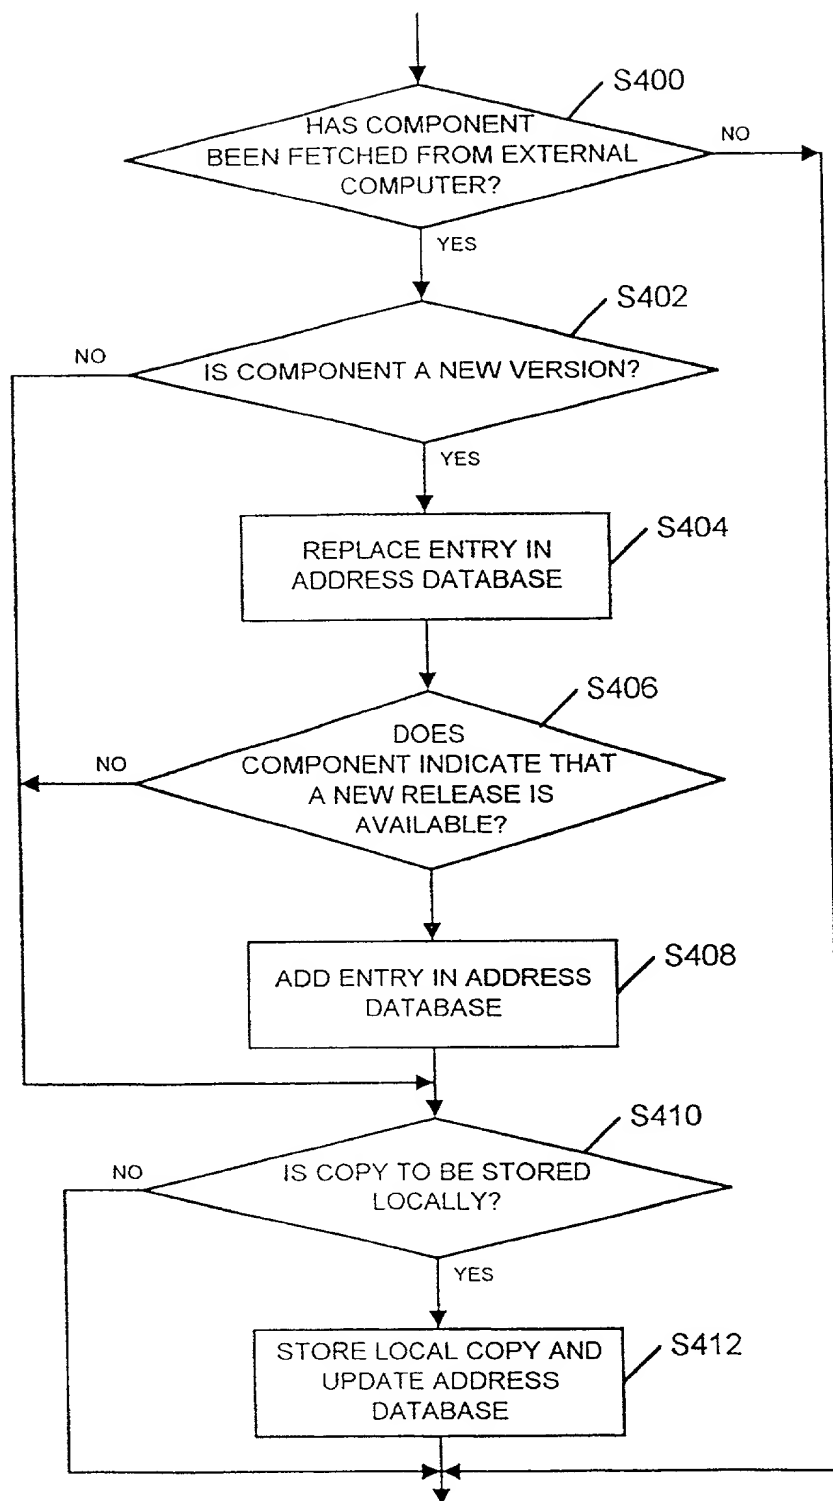 S400
HAS COMPONENT
BEEN FETCHED FROM EXTERNAL
COMPUTER?
NO
YES
S402
NO
IS COMPONENT A NEW VERSION?
YES
S404
REPLACE ENTRY IN
ADDRESS DATABASE
S406
DOES
COMPONENT INDICATE THAT
A NEW RELEASE IS
AVAILABLE?
NO
S408
ADD ENTRY IN ADDRESS
DATABASE
S410
NO
IS COPY TO BE STORED
LOCALLY?
YES
S412
STORE LOCAL COPY AND
UPDATE ADDRESS
DATABASE